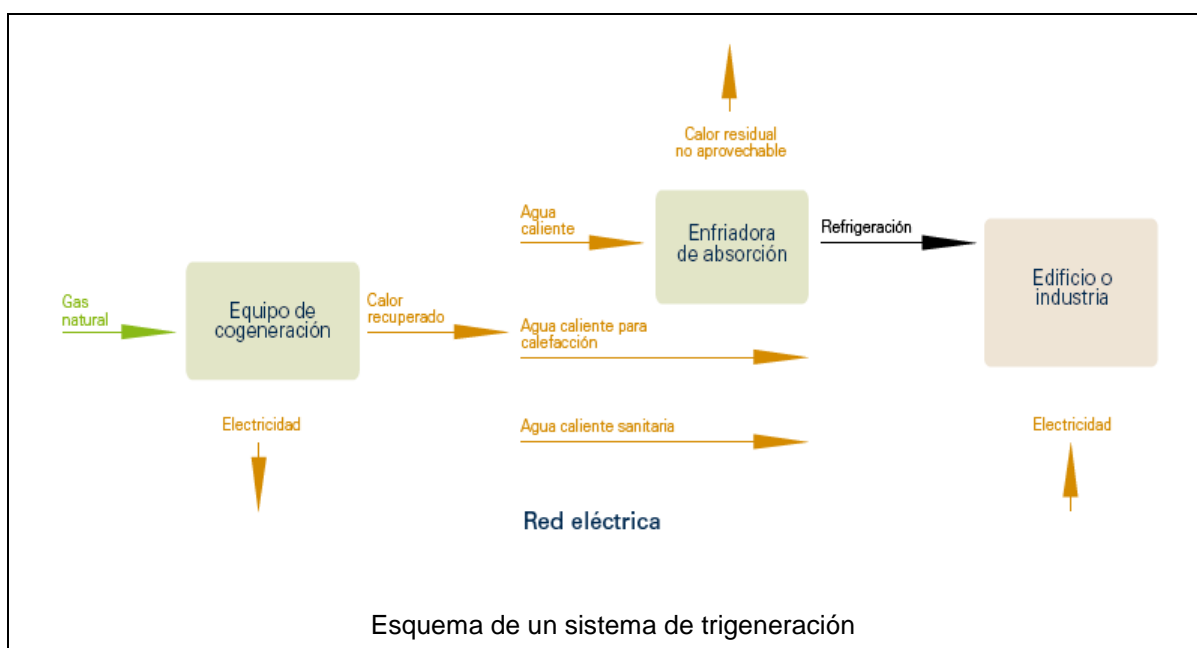 Calor residual
no aprovechable
Agua
caliente
Enfriadora
de absorción
Refrigeración
Edificio o
industria
Gas
natural
Equipo de
cogeneración
Calor
recuperado
Agua caliente para
calefacción
Electricidad
Agua caliente sanitaria
Electricidad
Red eléctrica
Esquema de un sistema de trigeneración